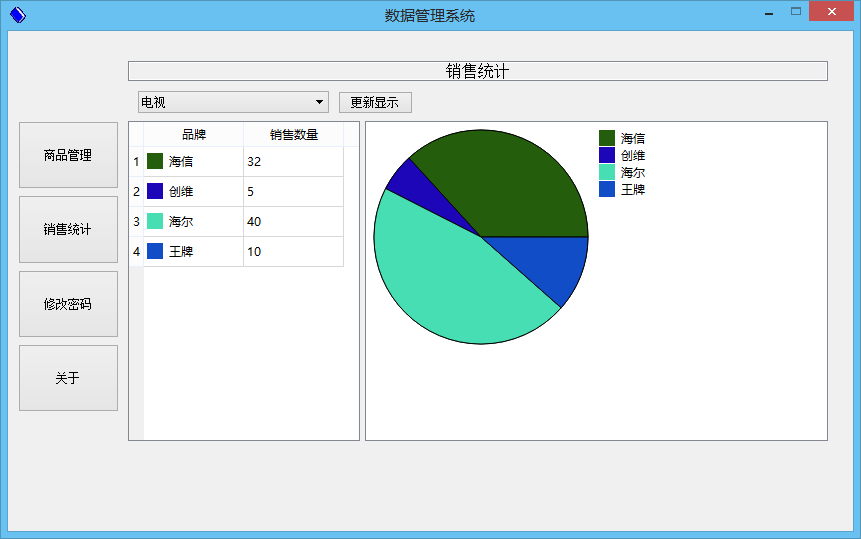 数据管理系统
销售统计
电视
更新显示
商品管理
销售统计
修改密码
关于
品牌 销售数量
1 海信 32
2 创维 5
3 海尔 40
4 王牌 10
海信
创维
海尔
王牌